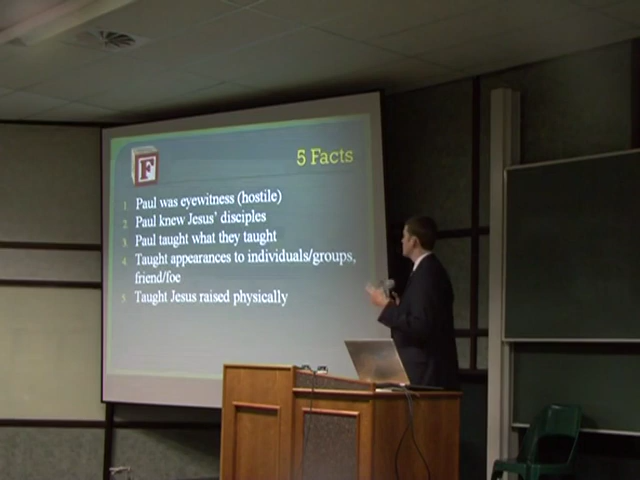 F
5 Facts
1. Paul was eyewitness (hostile)
2. Paul knew Jesus' disciples
3. Paul taught what they taught
4. Taught appearances to individuals/groups,
friend/foe
5. Taught Jesus raised physically